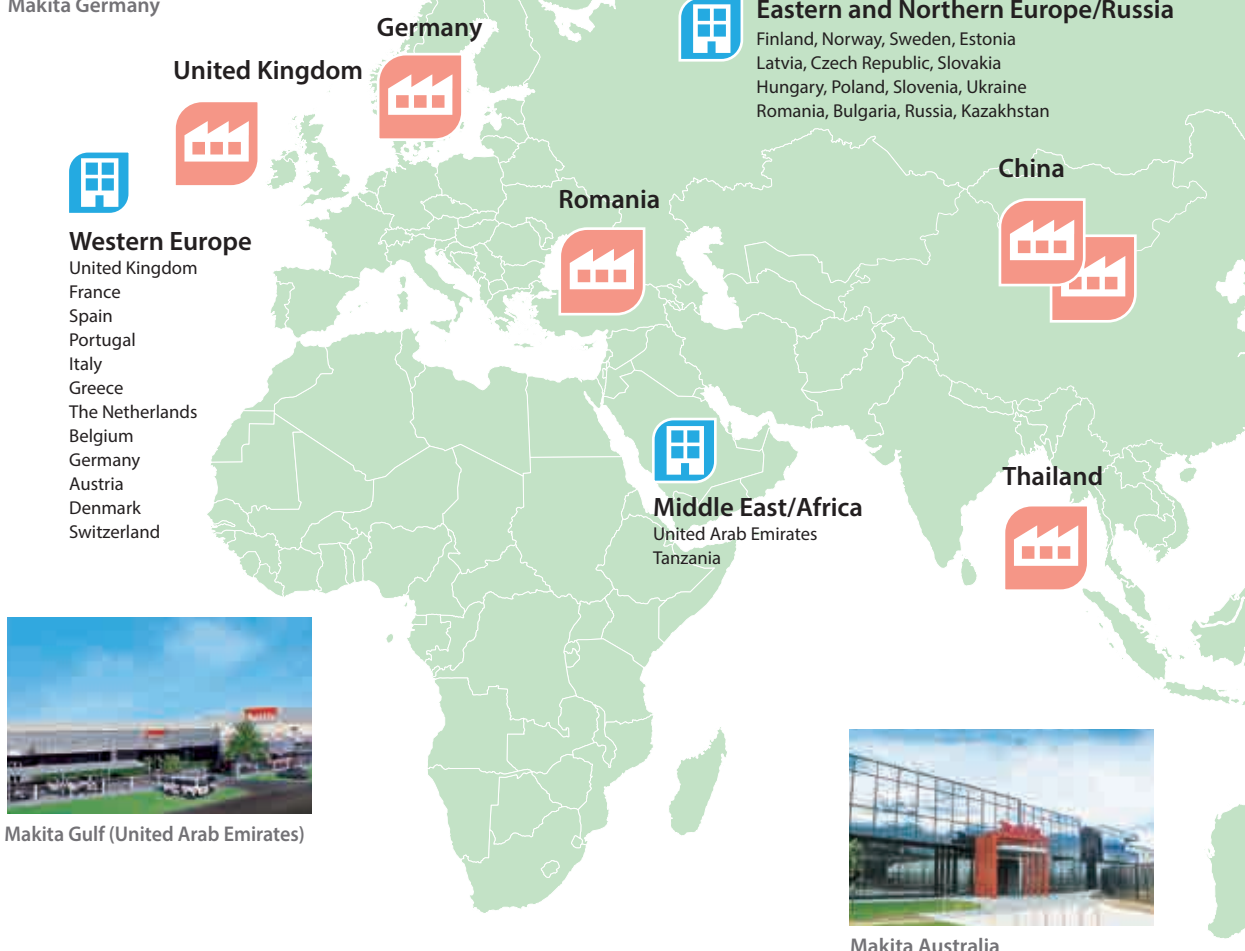 Makita Germany
Germany
United Kingdom
Eastern and Northern Europe/Russia
Finland, Norway, Sweden, Estonia
Latvia, Czech Republic, Slovakia
Hungary, Poland, Slovenia, Ukraine
Romania, Bulgaria, Russia, Kazakhstan
China
Romania
Western Europe
United Kingdom
France
Spain
Portugal
Italy
Greece
The Netherlands
Belgium
Germany
Austria
Denmark
Switzerland
Thailand
Middle East/Africa
United Arab Emirates
Tanzania
Makita Gulf (United Arab Emirates)
Makita Australia